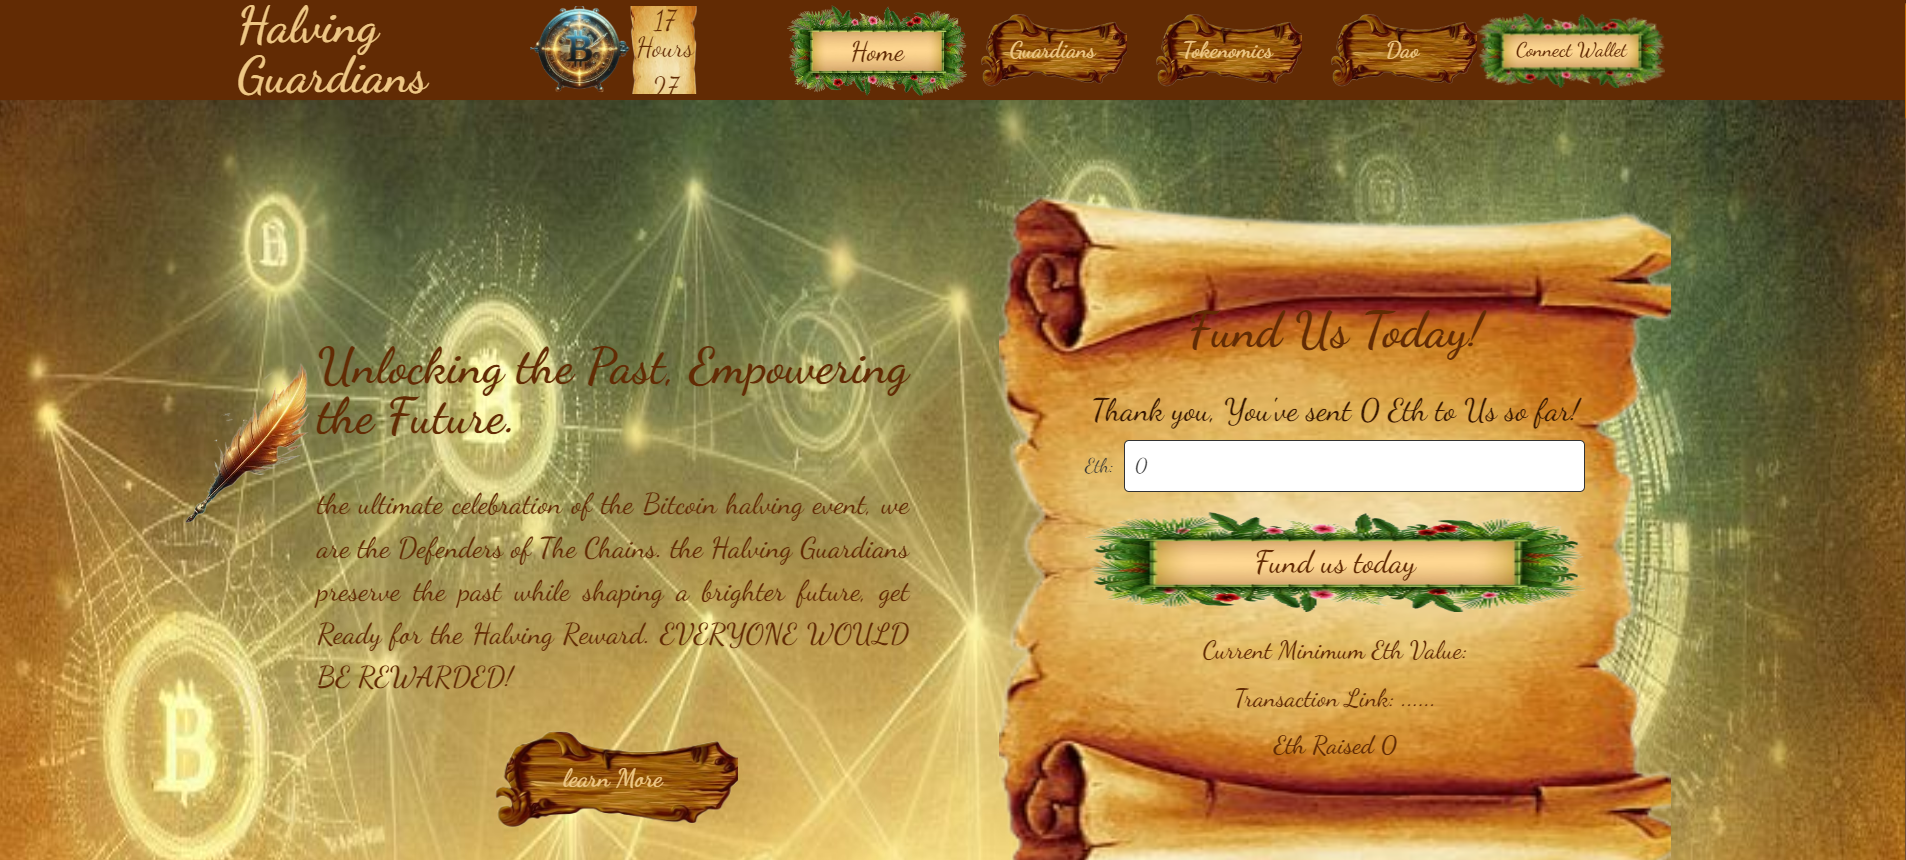 Halving
Guardians
17
Hours
27
Home
Guardians
Tokenomics
Dao
Connect Wallet
Unlocking the Past, Empowering
the Future.
the ultimate celebration of the Bitcoin halving event, we
are the Defenders of The Chains. the Halving Guardians
preserve the past while shaping a brighter future, get
Ready for the Halving Reward. EVERYONE WOULD
BE REWARDED!
learn More
Fund Us Today!
Thank you, You've sent 0 Eth to Us so far!
Eth: 0
Fund us today
Current Minimum Eth Value:
Transaction Link: ......
Eth Raised 0